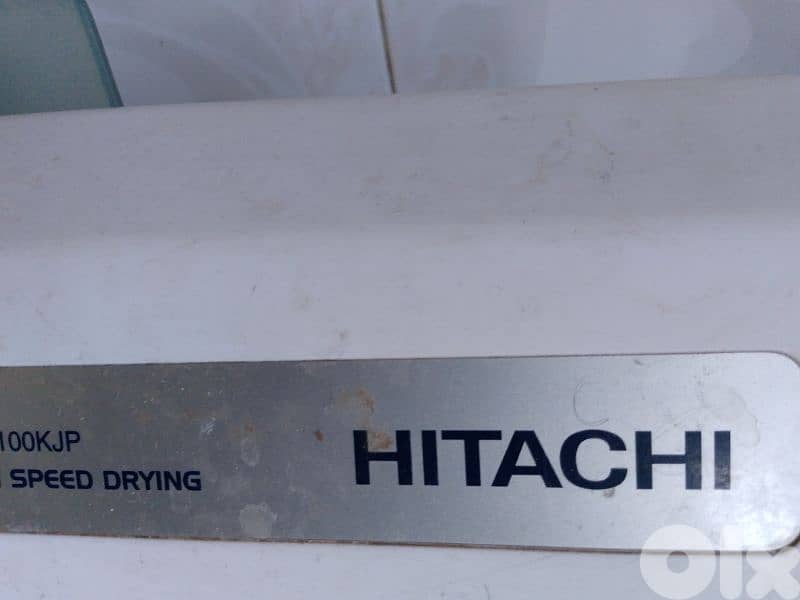 100KJP
SPEED DRYING
HITACHI
olx